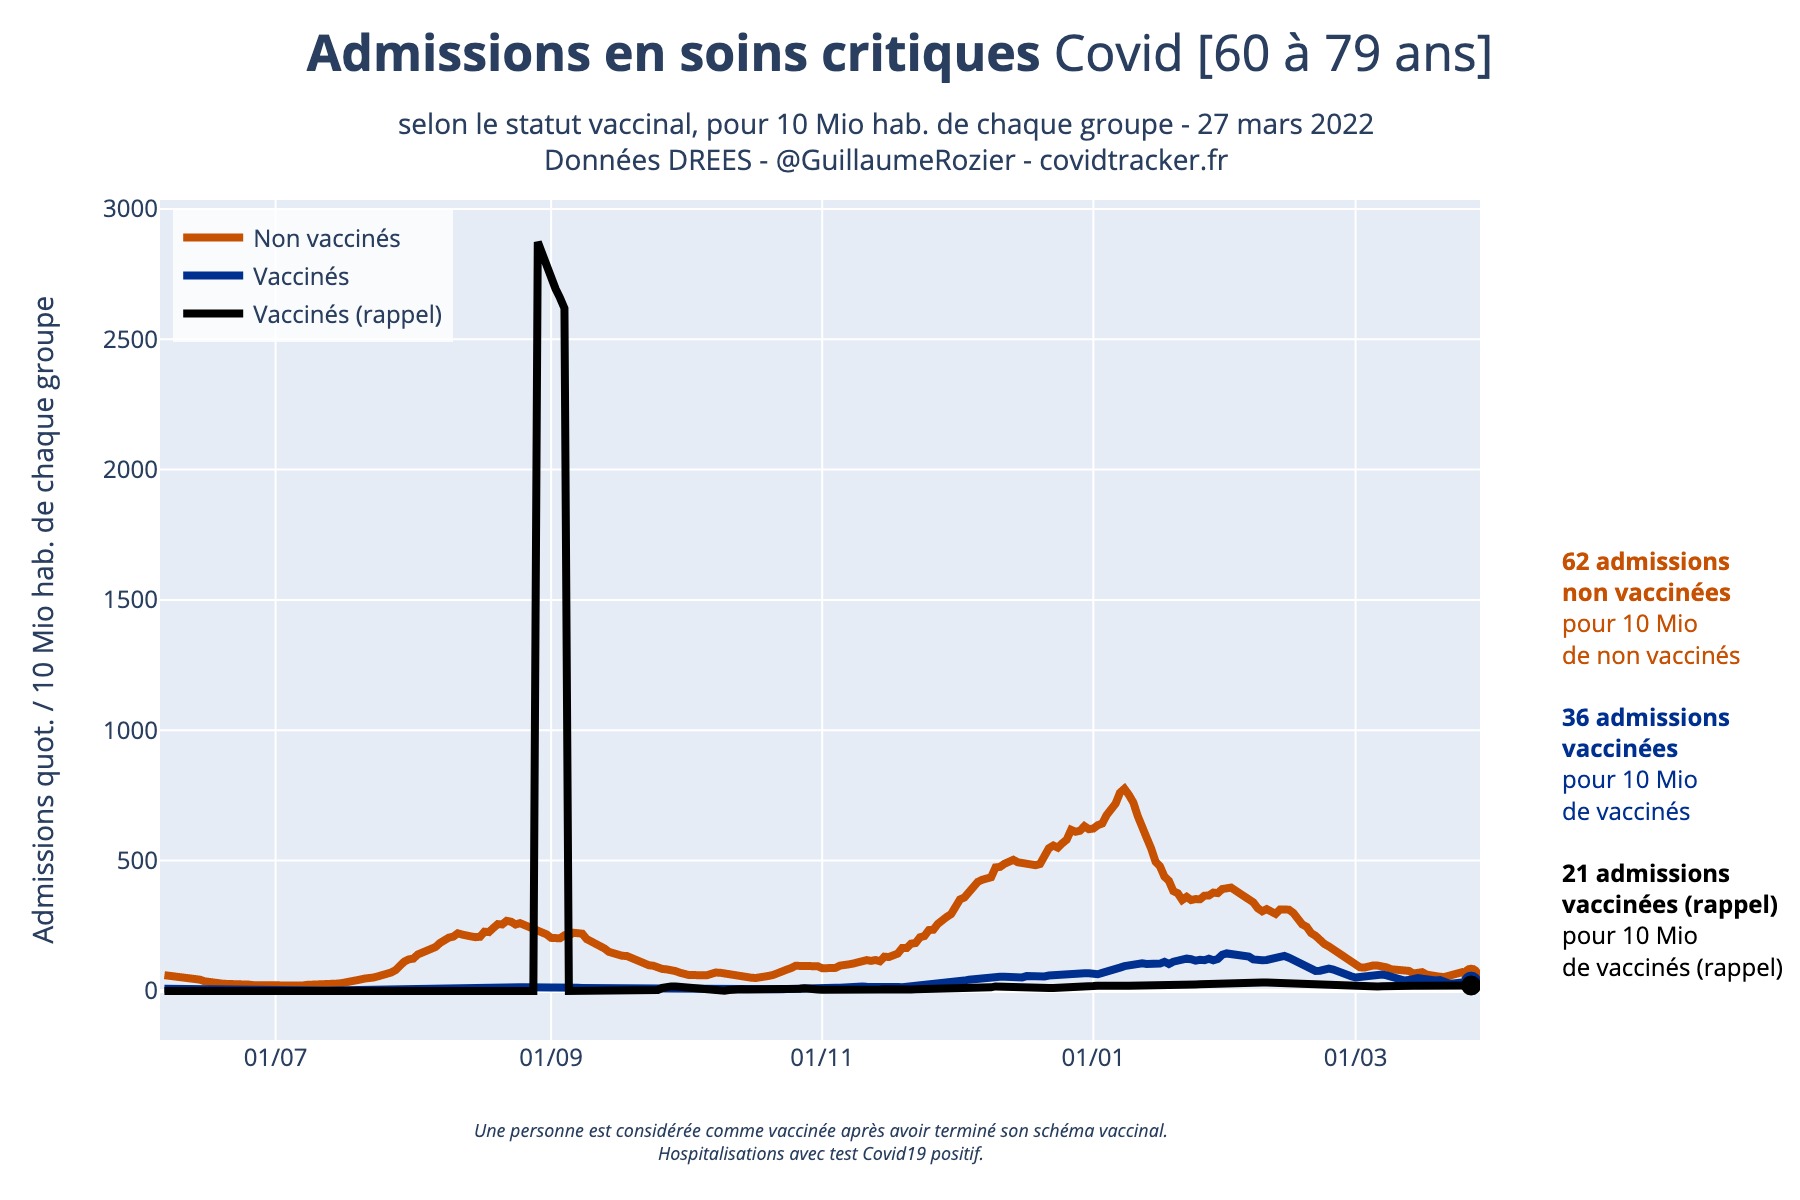 Admissions en soins critiques Covid [60 à 79 ans]
selon le statut vaccinal, pour 10 Mio hab. de chaque groupe - 27 mars 2022
Données DREES - @GuillaumeRozier - covidtracker.fr
Admissions quot. / 10 Mio hab. de chaque groupe
3000
2500
2000
1500
1000
500
0
Non vaccinés
Vaccinés
Vaccinés (rappel)
01/07
01/09
01/11
01/01
01/03
62 admissions
non vaccinées
pour 10 Mio
de non vaccinés
36 admissions
vaccinées
pour 10 Mio
de vaccinés
21 admissions
vaccinées (rappel)
pour 10 Mio
de vaccinés (rappel)
Une personne est considérée comme vaccinée après avoir terminé son schéma vaccinal.
Hospitalisations avec test Covid19 positif.